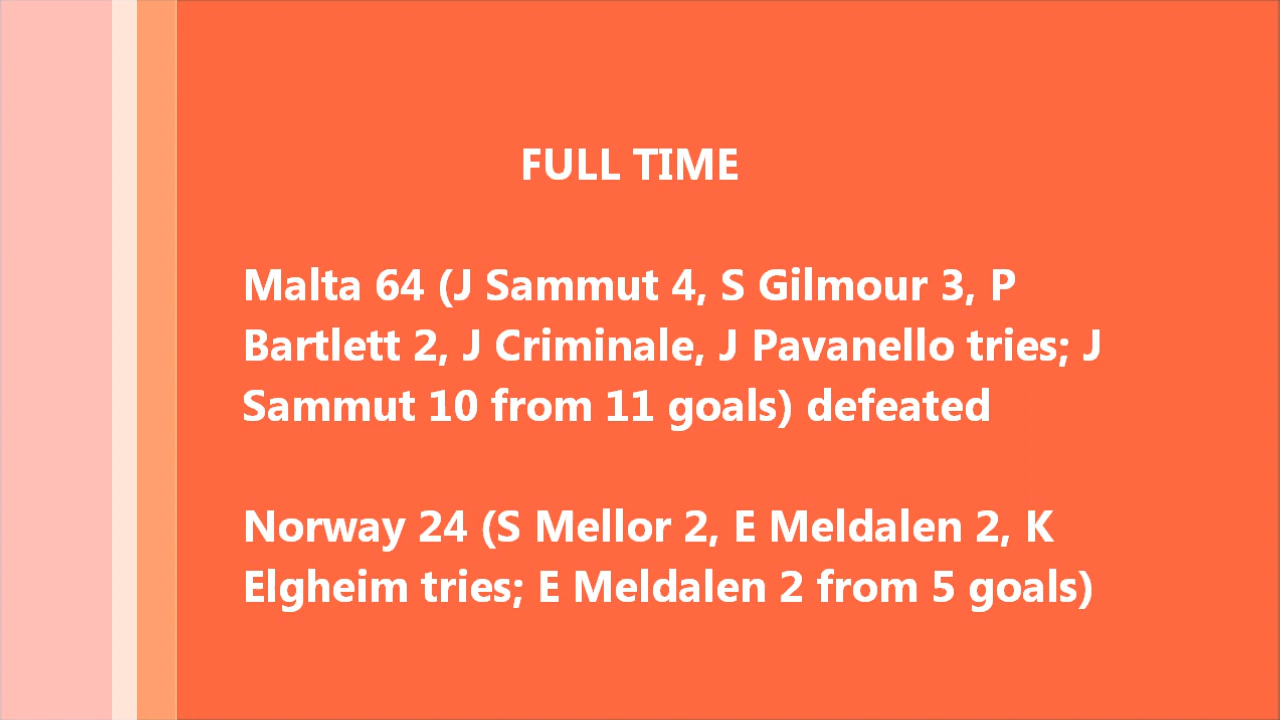 FULL TIME
Malta 64 (J Sammut 4, S Gilmour 3, P
Bartlett 2, J Criminale, J Pavanello tries; J
Sammut 10 from 11 goals) defeated
Norway 24 (S Mellor 2, E Meldalen 2, K
Elgheim tries; E Meldalen 2 from 5 goals)